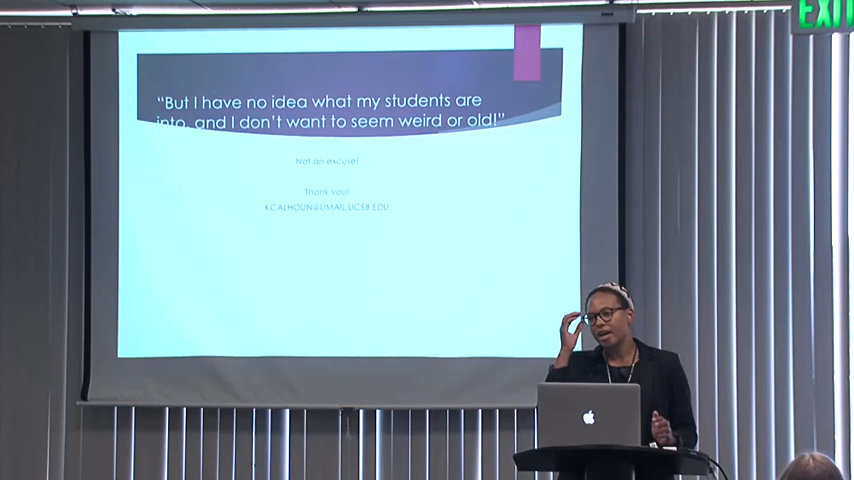 EXIT
"But I have no idea what my students are
into, and I don't want to seem weird or old!"
Not an excuse!
Thank you!
KCALHOUN@UMAIL.UCSB.EDU